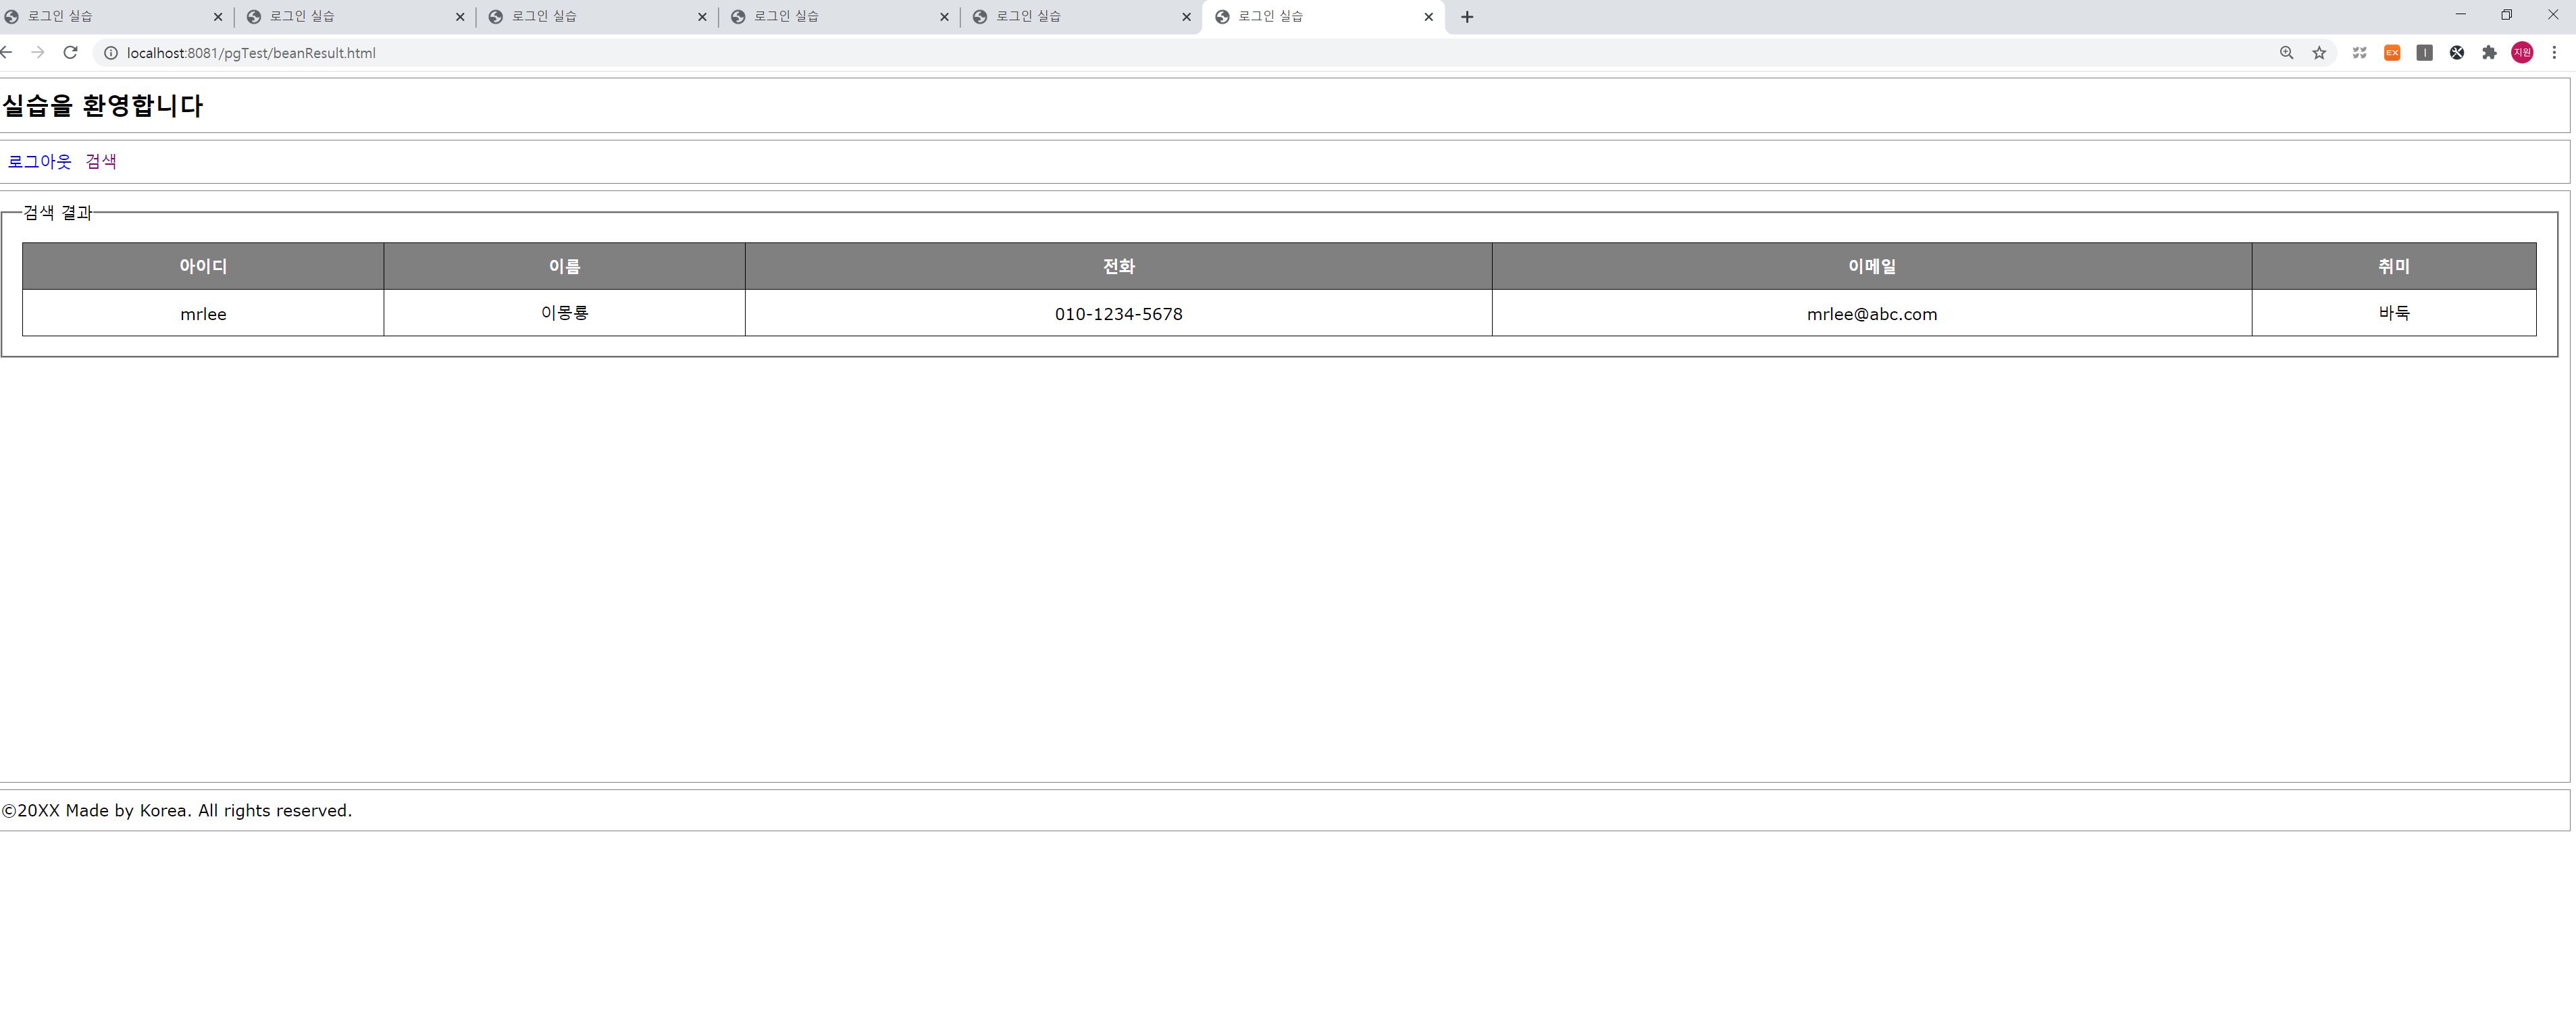 로그인 실습 로그인 실습 로그인 실습 로그인 실습 로그인 실습 로그인 실습
localhost:8081/pgTest/beanResult.html EX 지원
실습을 환영합니다
로그아웃 검색
검색 결과
아이디 이름 전화 이메일 취미
mrlee 이몽룡 010-1234-5678 mrlee@abc.com 바둑
©20XX Made by Korea. All rights reserved.